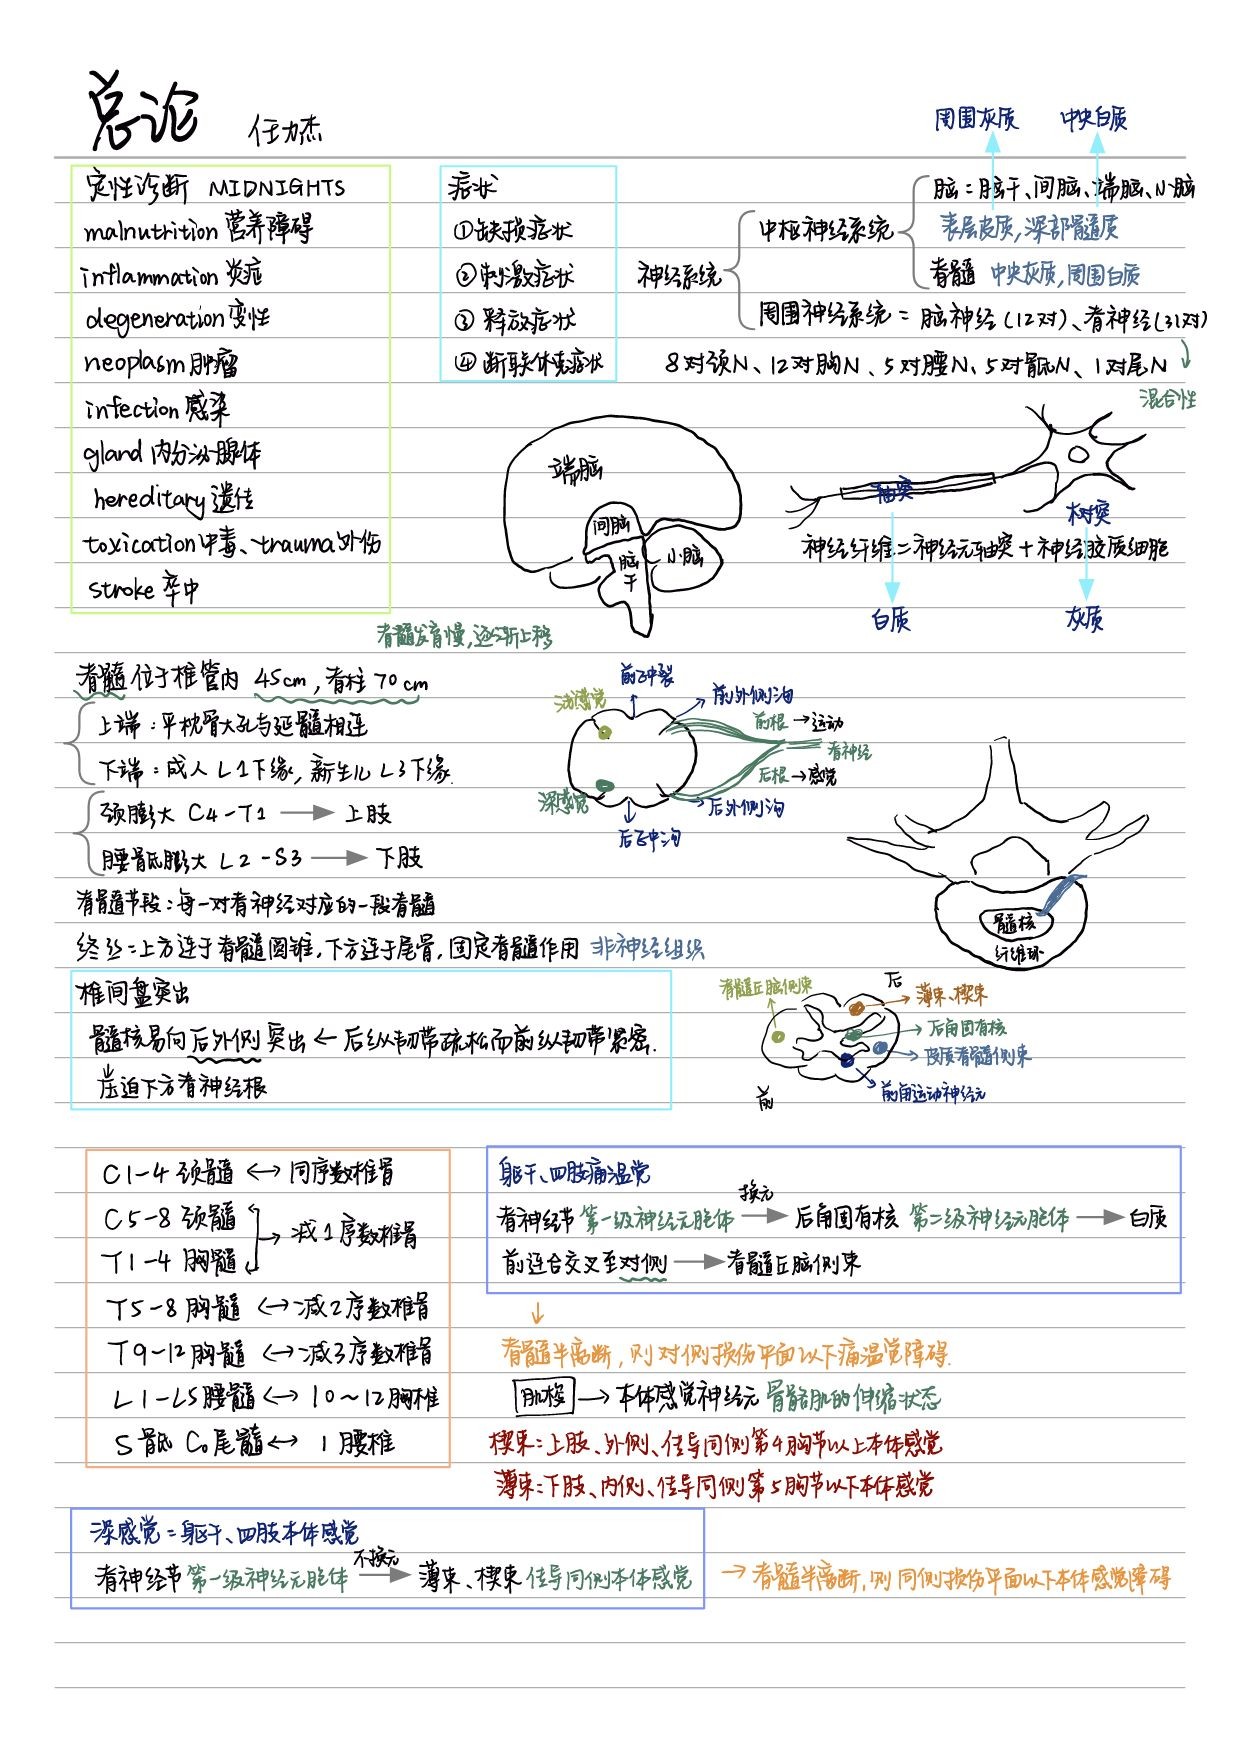 总论 任力杰
周围灰质 中央白质
定性诊断 MIDNIGHTS
malnutrition 营养障碍
inflammation 炎症
degeneration 变性
neoplasm 肿瘤
infection 感染
gland 内分泌腺体
hereditary 遗传
toxication 中毒、trauma 外伤
stroke 卒中
症状
①缺损症状
②刺激症状
③释放症状
④断联休克症状
神经系统
中枢神经系统
脑=脑干、间脑、端脑、小脑
表层皮质,深部髓质
脊髓 中央灰质,周围白质
周围神经系统=脑神经(12对)、脊神经(31对)
8对颈N、12对胸N、5对腰N、5对骶N、1对尾N
混合性
端脑
间脑
脑干
小脑
轴突
树突
神经纤维=神经元轴突+神经胶质细胞
白质
灰质
脊髓发育慢,逐渐上移
脊髓位于椎管内 45cm,脊柱70cm
上端:平枕骨大孔与延髓相连
下端:成人L1下缘,新生儿L3下缘.
颈膨大 C4-T1 → 上肢
腰骶膨大 L2-S3 → 下肢
脊髓节段:每一对脊神经对应的一段脊髓
终丝=上方连于脊髓圆锥,下方连于尾骨,固定脊髓作用 非神经组织
前正中裂
前外侧沟
前根→运动
脊神经
后根→感觉
后外侧沟
后正中沟
深感觉
髓核
纤维环
椎间盘突出
髓核易向后外侧突出←后纵韧带疏松而前纵韧带紧密.
压迫下方脊神经根
脊髓丘脑侧束
后
薄束、楔束
后角固有核
皮质脊髓侧束
前角运动神经元
前
C1-4 颈髓 ↔ 同序数椎骨
C5-8 颈髓
T1-4 胸髓
→ 减1序数椎骨
T5-8 胸髓 ↔ 减2序数椎骨
T9-12 胸髓 ↔ 减3序数椎骨
L1-L5 腰髓 ↔ 10~12胸椎
S骶 Co尾髓 ↔ 1腰椎
躯干、四肢痛温觉
脊神经节 第一级神经元胞体 换元→ 后角固有核 第二级神经元胞体 → 白质
前连合交叉至对侧 → 脊髓丘脑侧束
↓
脊髓半离断,则对侧损伤平面以下痛温觉障碍.
肌梭 → 本体感觉神经元 骨骼肌的伸缩状态
楔束=上肢、外侧、传导同侧第4胸节以上本体感觉
薄束:下肢、内侧、传导同侧第5胸节以下本体感觉
深感觉=躯干、四肢本体感觉
脊神经节 第一级神经元胞体 不换元→ 薄束、楔束 传导同侧本体感觉
→脊髓半离断,则同侧损伤平面以下本体感觉障碍